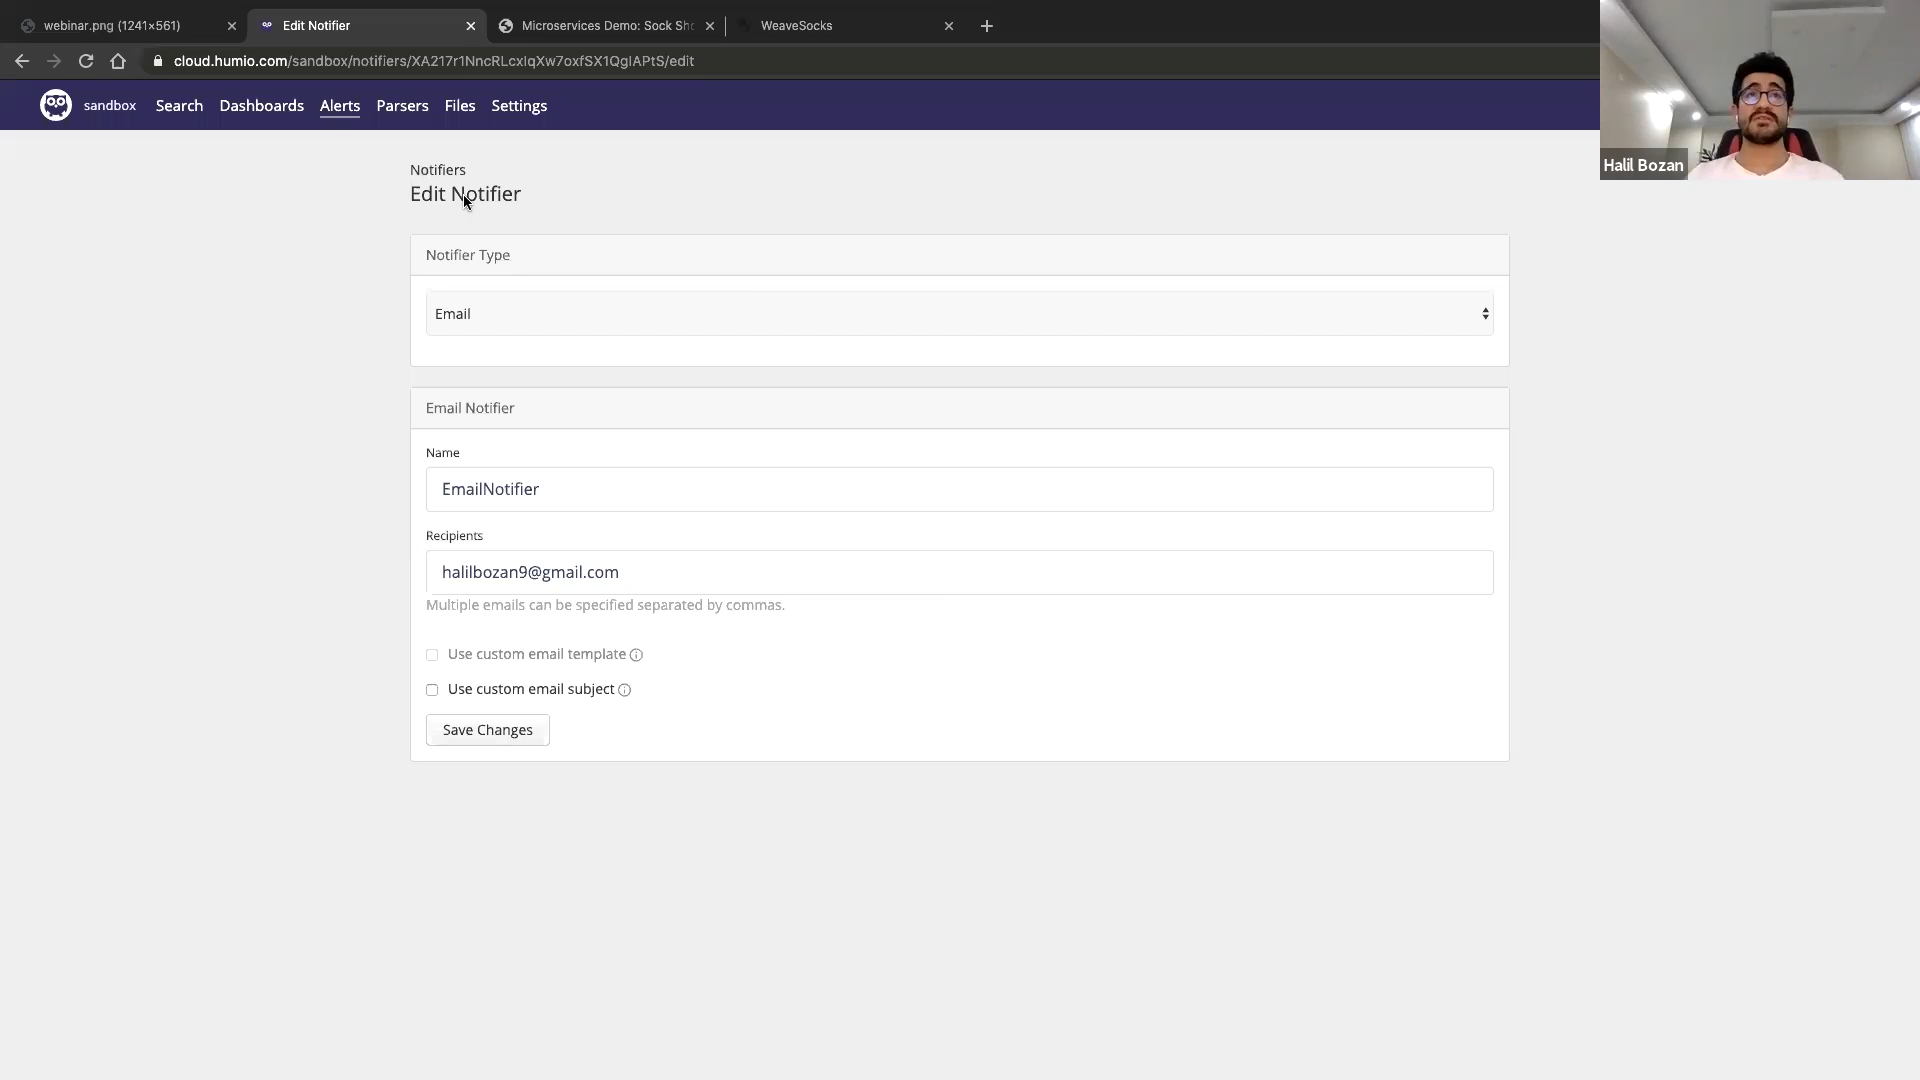 webinar.png (1241×561)
Edit Notifier
Microservices Demo: Sock Sho
WeaveSocks
cloud.humio.com/sandbox/notifiers/XA217r1NncRLcxlqXw7oxfSX1QglAPtS/edit
sandbox Search Dashboards Alerts Parsers Files Settings
Halil Bozan
Notifiers
Edit Notifier
Notifier Type
Email
Email Notifier
Name
EmailNotifier
Recipients
halilbozan9@gmail.com
Multiple emails can be specified separated by commas.
Use custom email template
Use custom email subject
Save Changes